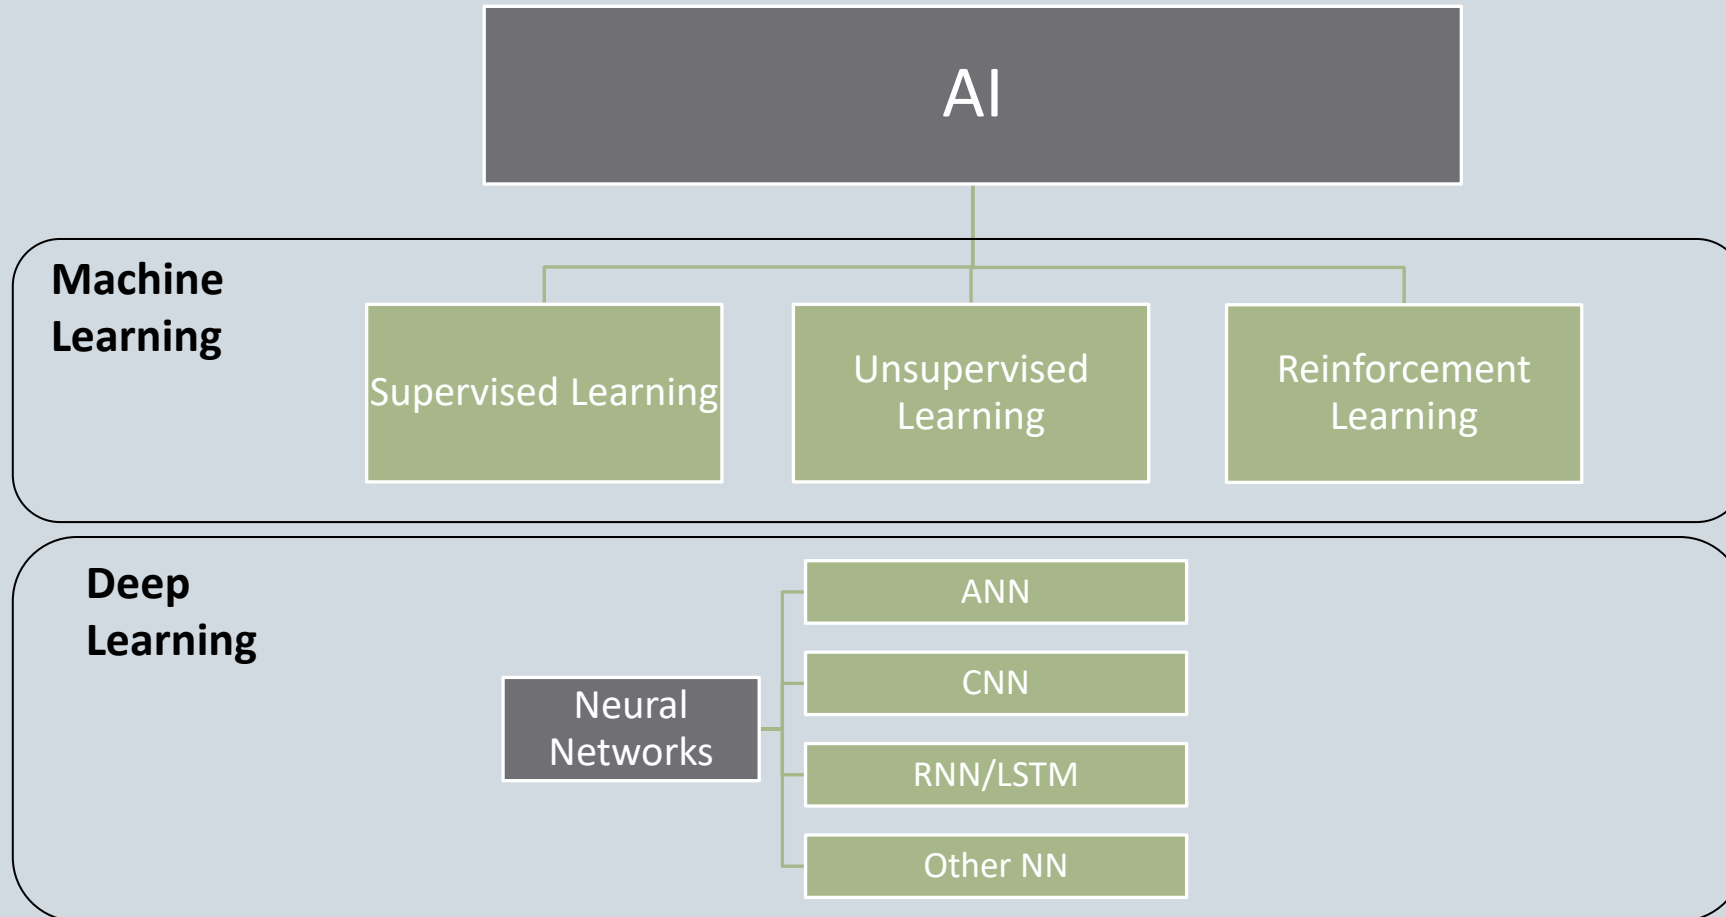 AI
Machine
Learning
Supervised Learning
Unsupervised
Learning
Reinforcement
Learning
Deep
Learning
Neural
Networks
ANN
CNN
RNN/LSTM
Other NN